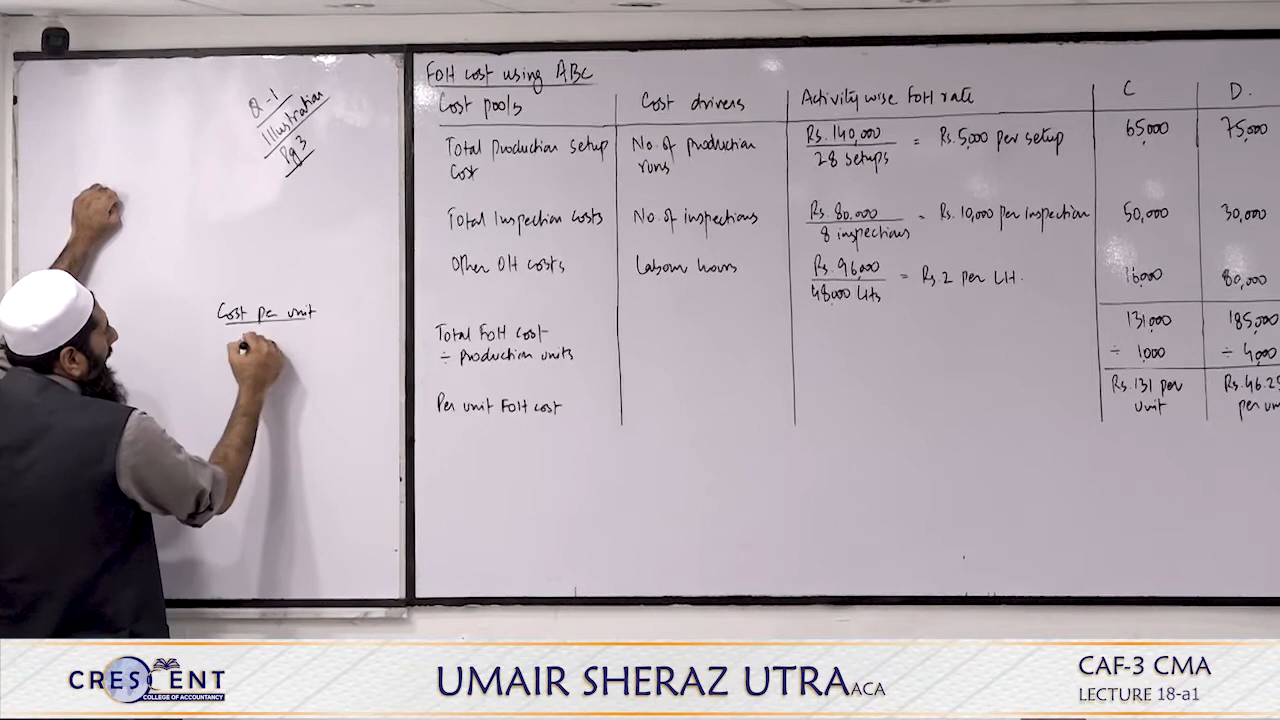 Q-1
Illustration
Pg 3
Cost per unit
FOH cost using ABC
Cost pools Cost drivers Activity wise FOH rate C D.
Total production setup cost No. of production runs Rs. 140,000 / 28 setups = Rs. 5,000 per setup 65,000 75,000
Total Inspection costs No. of inspections Rs. 80,000 / 8 inspections = Rs. 10,000 per inspection 50,000 30,000
Other OH costs Labour hours Rs. 96,000 / 48,000 LHs = Rs. 2 per LH. 16,000 80,000
Total FOH cost 131,000 185,000
÷ production units ÷ 1,000 ÷ 4,000
Per unit FOH cost Rs. 131 per unit Rs. 46.25 per un
CRESCENT
COLLEGE OF ACCOUNTANCY
UMAIR SHERAZ UTRA ACA
CAF-3 CMA
LECTURE 18-a1